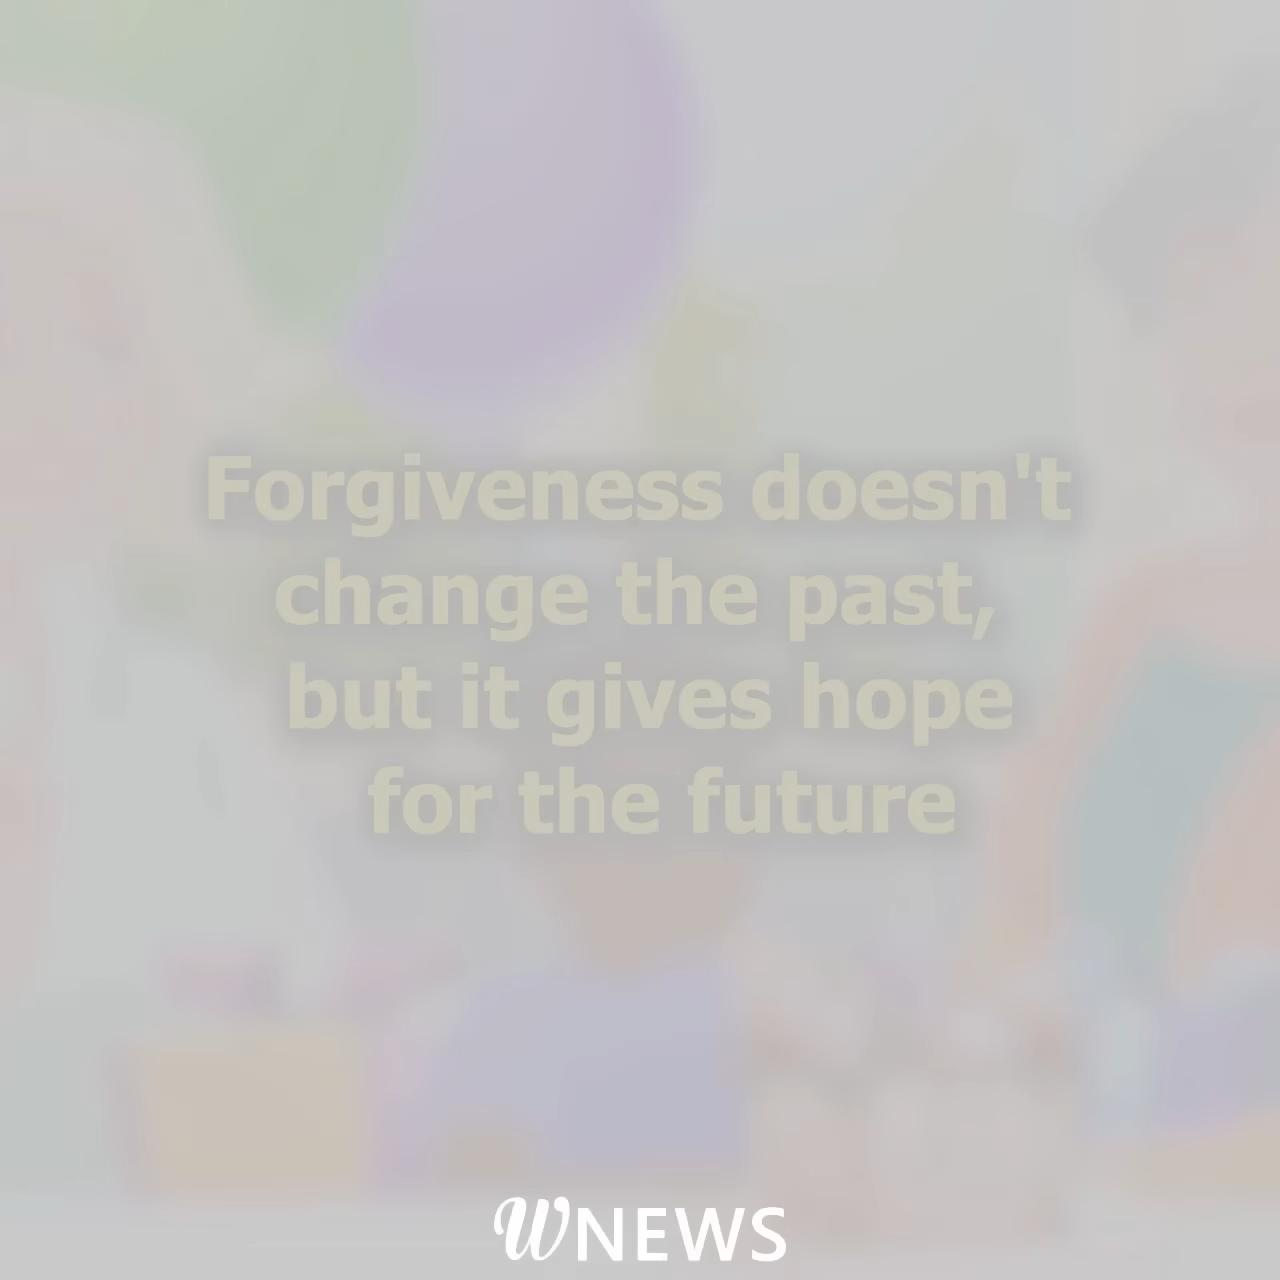 Forgiveness doesn't
change the past,
but it gives hope
for the future
WNEWS